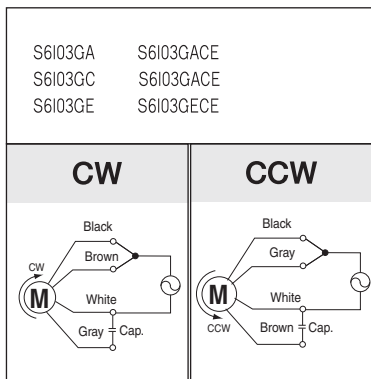 S6I03GA S6I03GACE
S6I03GC S6I03GACE
S6I03GE S6I03GECE
CW CCW
Black
Brown
CW
M
White
Gray Cap.
Black
Gray
M
White
CCW
Brown Cap.